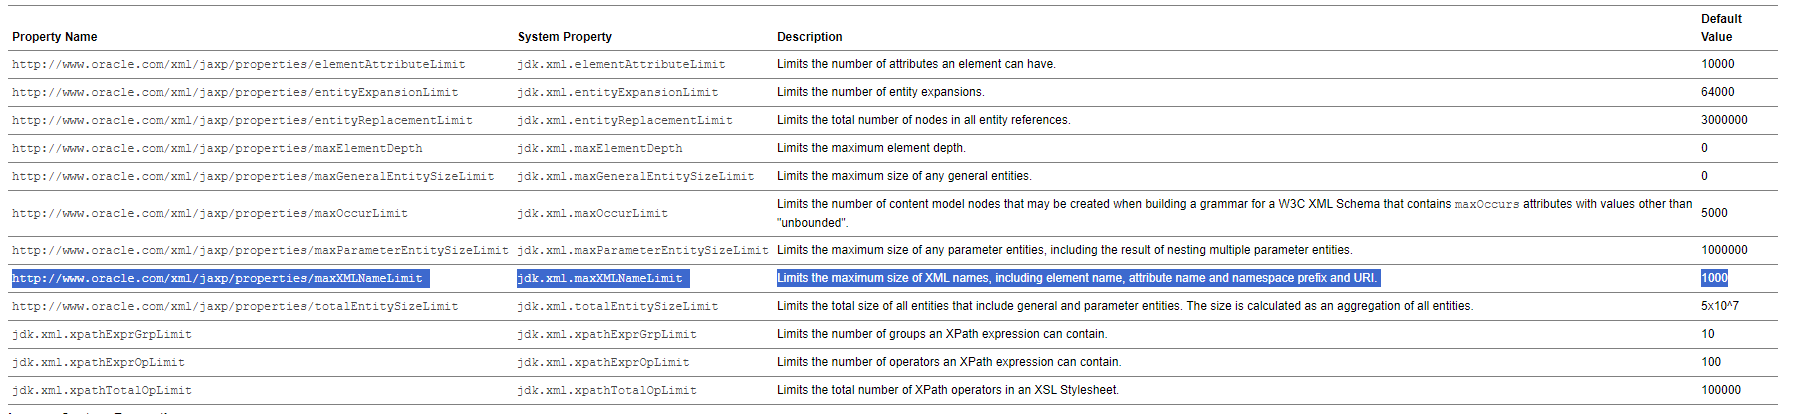 Property Name System Property Description Default Value
http://www.oracle.com/xml/jaxp/properties/elementAttributeLimit jdk.xml.elementAttributeLimit Limits the number of attributes an element can have. 10000
http://www.oracle.com/xml/jaxp/properties/entityExpansionLimit jdk.xml.entityExpansionLimit Limits the number of entity expansions. 64000
http://www.oracle.com/xml/jaxp/properties/entityReplacementLimit jdk.xml.entityReplacementLimit Limits the total number of nodes in all entity references. 3000000
http://www.oracle.com/xml/jaxp/properties/maxElementDepth jdk.xml.maxElementDepth Limits the maximum element depth. 0
http://www.oracle.com/xml/jaxp/properties/maxGeneralEntitySizeLimit jdk.xml.maxGeneralEntitySizeLimit Limits the maximum size of any general entities. 0
http://www.oracle.com/xml/jaxp/properties/maxOccurLimit jdk.xml.maxOccurLimit Limits the number of content model nodes that may be created when building a grammar for a W3C XML Schema that contains maxOccurs attributes with values other than "unbounded". 5000
http://www.oracle.com/xml/jaxp/properties/maxParameterEntitySizeLimit jdk.xml.maxParameterEntitySizeLimit Limits the maximum size of any parameter entities, including the result of nesting multiple parameter entities. 1000000
http://www.oracle.com/xml/jaxp/properties/maxXMLNameLimit jdk.xml.maxXMLNameLimit Limits the maximum size of XML names, including element name, attribute name and namespace prefix and URI. 1000
http://www.oracle.com/xml/jaxp/properties/totalEntitySizeLimit jdk.xml.totalEntitySizeLimit Limits the total size of all entities that include general and parameter entities. The size is calculated as an aggregation of all entities. 5x10^7
jdk.xml.xpathExprGrpLimit jdk.xml.xpathExprGrpLimit Limits the number of groups an XPath expression can contain. 10
jdk.xml.xpathExprOpLimit jdk.xml.xpathExprOpLimit Limits the number of operators an XPath expression can contain. 100
jdk.xml.xpathTotalOpLimit jdk.xml.xpathTotalOpLimit Limits the total number of XPath operators in an XSL Stylesheet. 100000